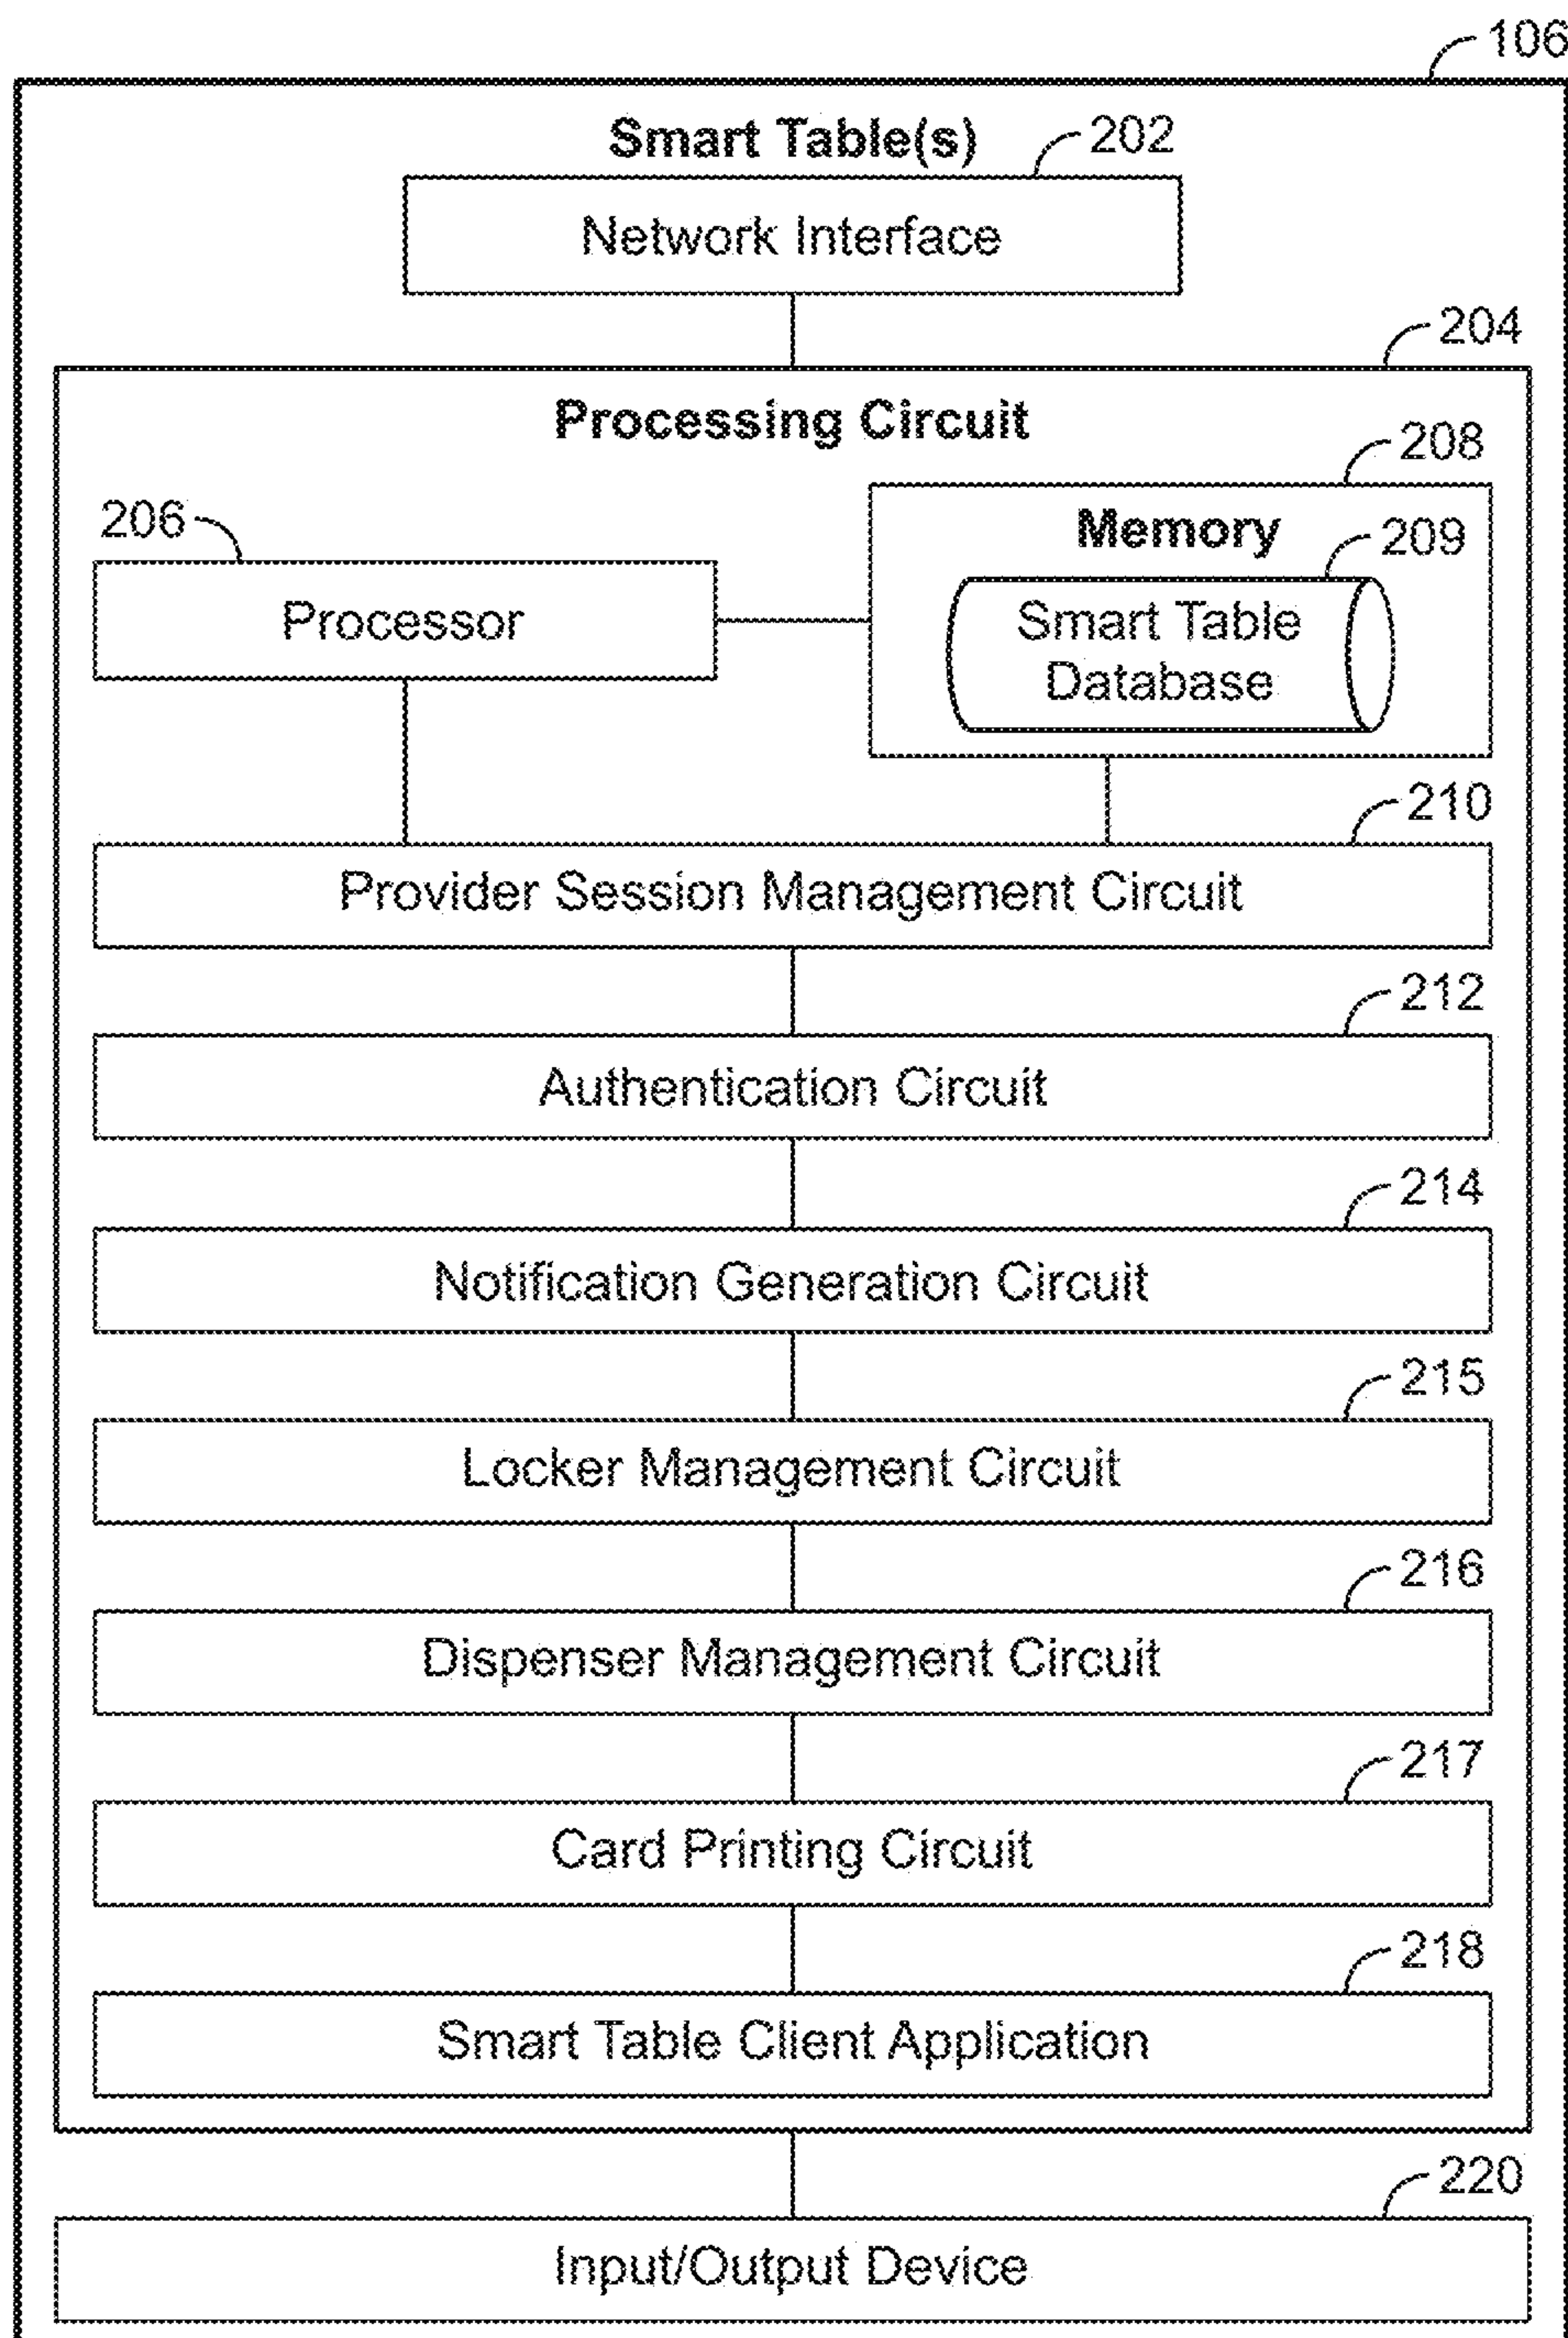 106
Smart Table(s)
202
Network Interface
204
Processing Circuit
208
206
Memory
209
Processor
Smart Table
Database
210
Provider Session Management Circuit
212
Authentication Circuit
214
Notification Generation Circuit
215
Locker Management Circuit
216
Dispenser Management Circuit
217
Card Printing Circuit
218
Smart Table Client Application
220
Input/Output Device